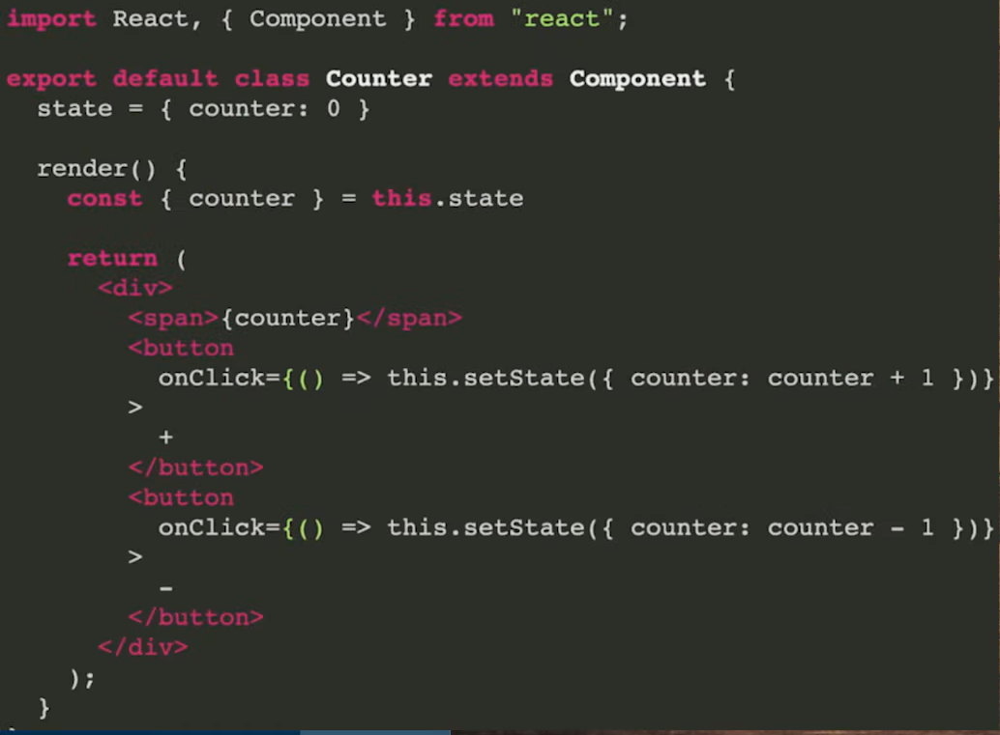 import React, { Component } from "react";
export default class Counter extends Component {
state = { counter: 0 }
render() {
const { counter } = this.state
return (
<div>
<span>{counter}</span>
<button
onClick={() => this.setState({ counter: counter + 1 })}
>
+
</button>
<button
onClick={() => this.setState({ counter: counter - 1 })}
>
-
</button>
</div>
);
}